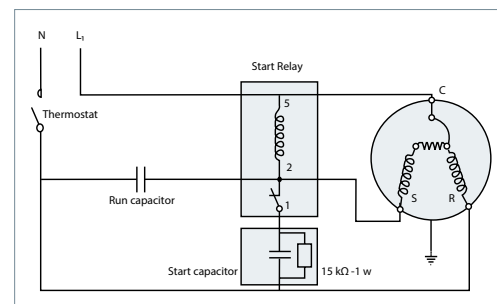 N
L₁
Start Relay
C
5
Thermostat
2
Run capacitor
1
S
R
Start capacitor
15 kΩ -1 w